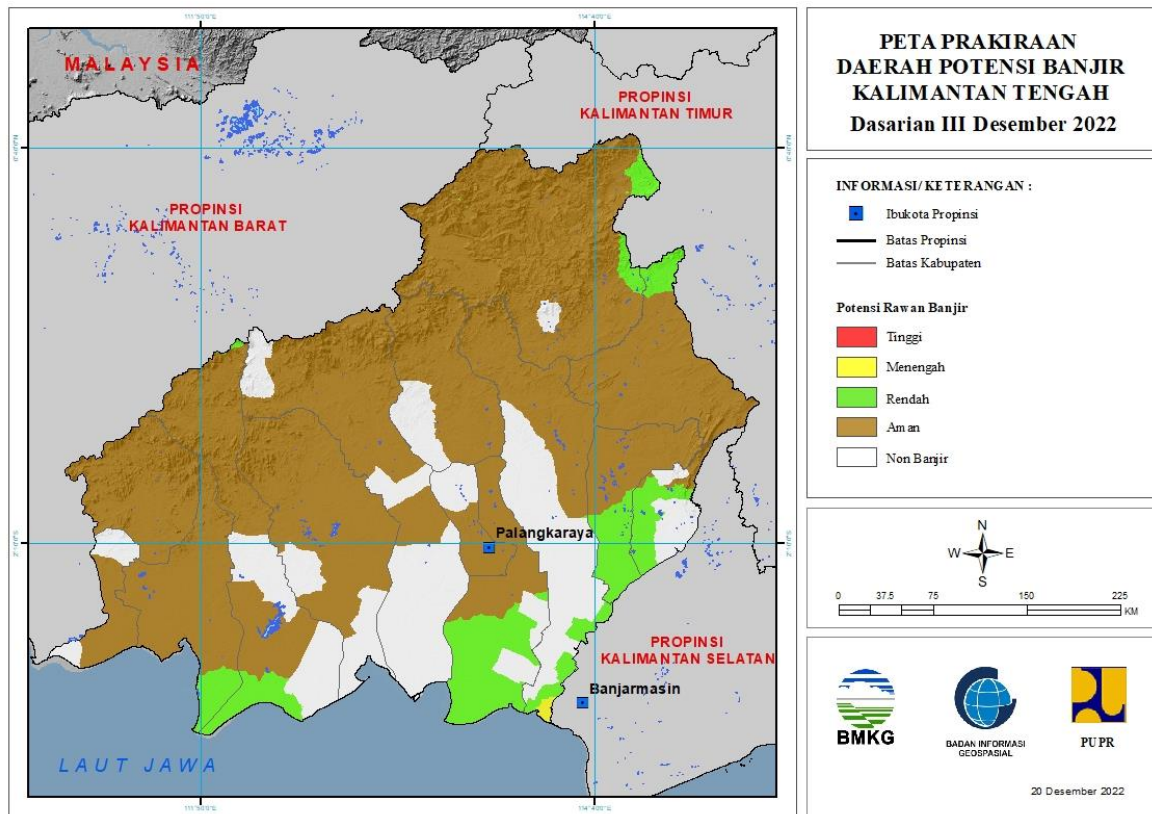 PETA PRAKIRAAN
DAERAH POTENSI BANJIR
KALIMANTAN TENGAH
Dasarian III Desember 2022
INFORMASI/ KETERANGAN :
Ibukota Propinsi
Batas Propinsi
Batas Kabupaten
Potensi Rawan Banjir
Tinggi
Menengah
Rendah
Aman
Non Banjir
N
W E
S
0 37.5 75 150 225
KM
BMKG
BADAN INFORMASI
GEOSPASIAL
PUPR
20 Desember 2022
MALAYSIA
PROPINSI
KALIMANTAN TIMUR
PROPINSI
KALIMANTAN BARAT
Palangkaraya
PROPINSI
KALIMANTAN SELATAN
Banjarmasin
LAUT JAWA